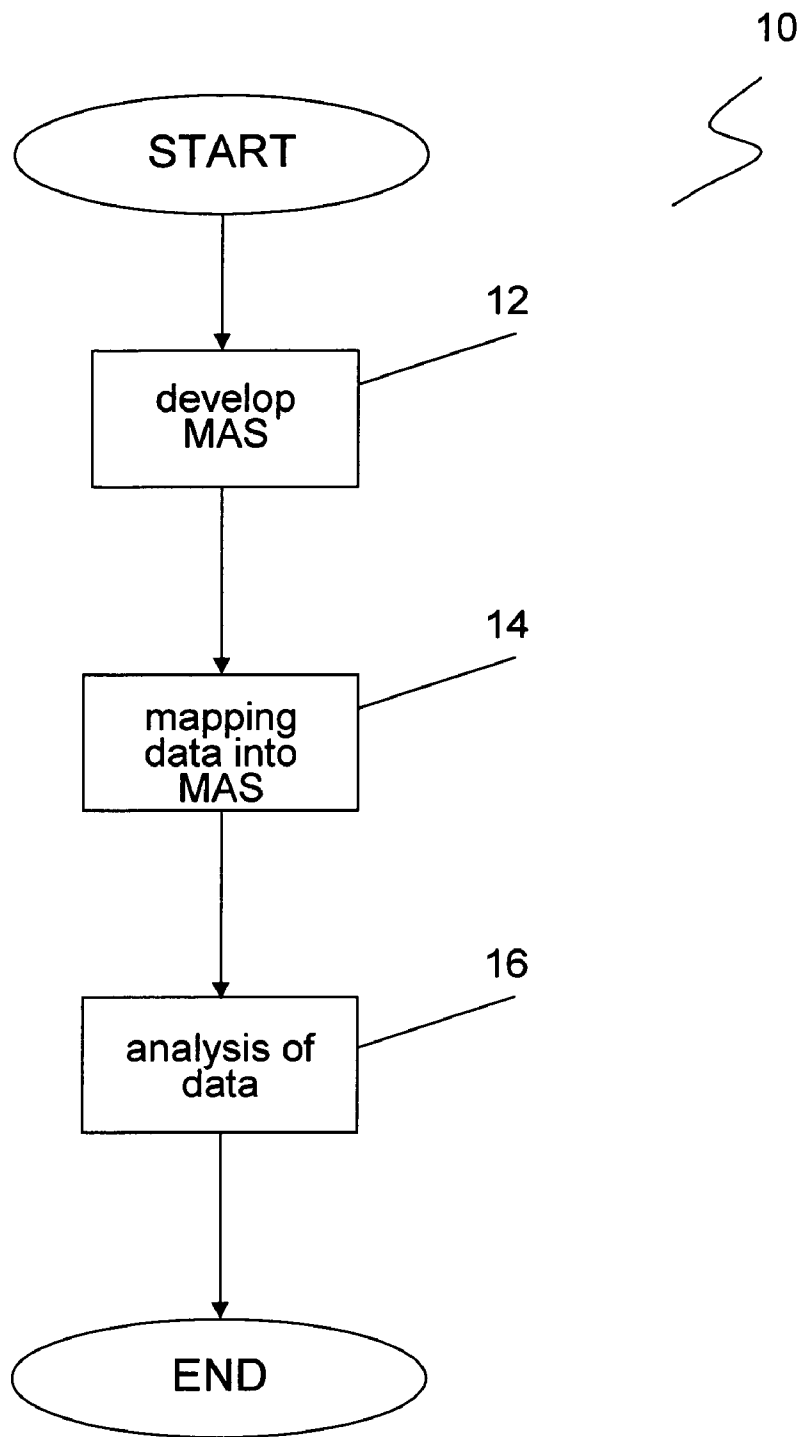 10
START
12
develop
MAS
14
mapping
data into
MAS
16
analysis of
data
END